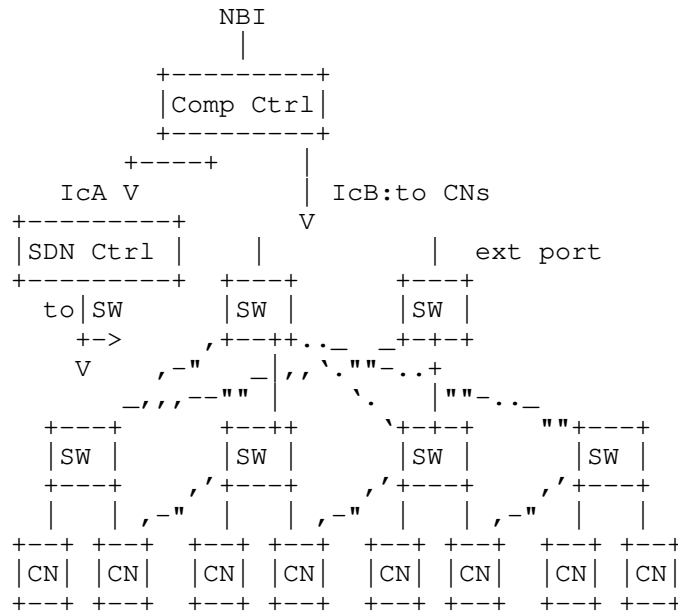 NBI
Comp Ctrl
IcA V
IcB:to CNs
V
SDN Ctrl
ext port
to SW
SW SW
V
SW SW SW SW
CN CN CN CN CN CN CN CN